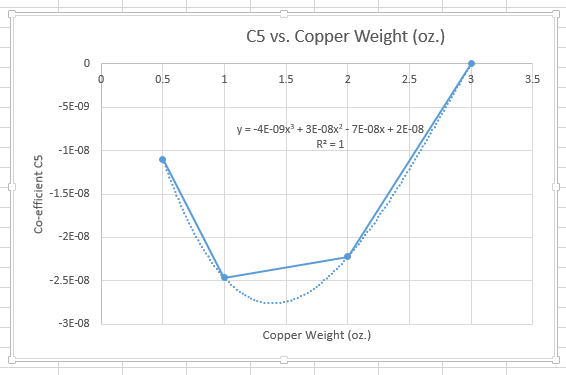 C5 vs. Copper Weight (oz.)
0
0 0.5 1 1.5 2 2.5 3 3.5
-5E-09
y = -4E-09x³ + 3E-08x² - 7E-08x + 2E-08
R² = 1
-1E-08
-1.5E-08
-2E-08
-2.5E-08
-3E-08
Co-efficient C5
Copper Weight (oz.)